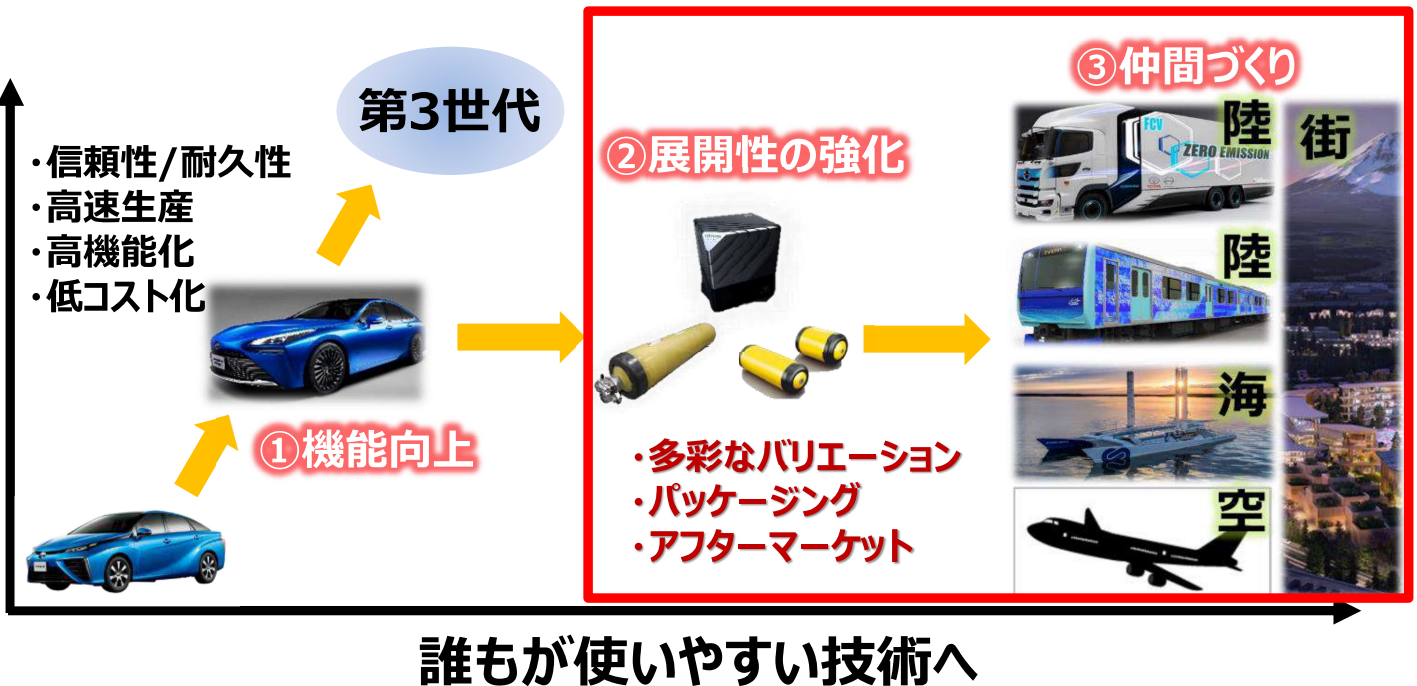 第3世代
・信頼性/耐久性
・高速生産
・高機能化
・低コスト化
①機能向上
②展開性の強化
・多彩なバリエーション
・パッケージング
・アフターマーケット
③仲間づくり
陸
FCV
ZERO EMISSION
陸
海
空
街
誰もが使いやすい技術へ